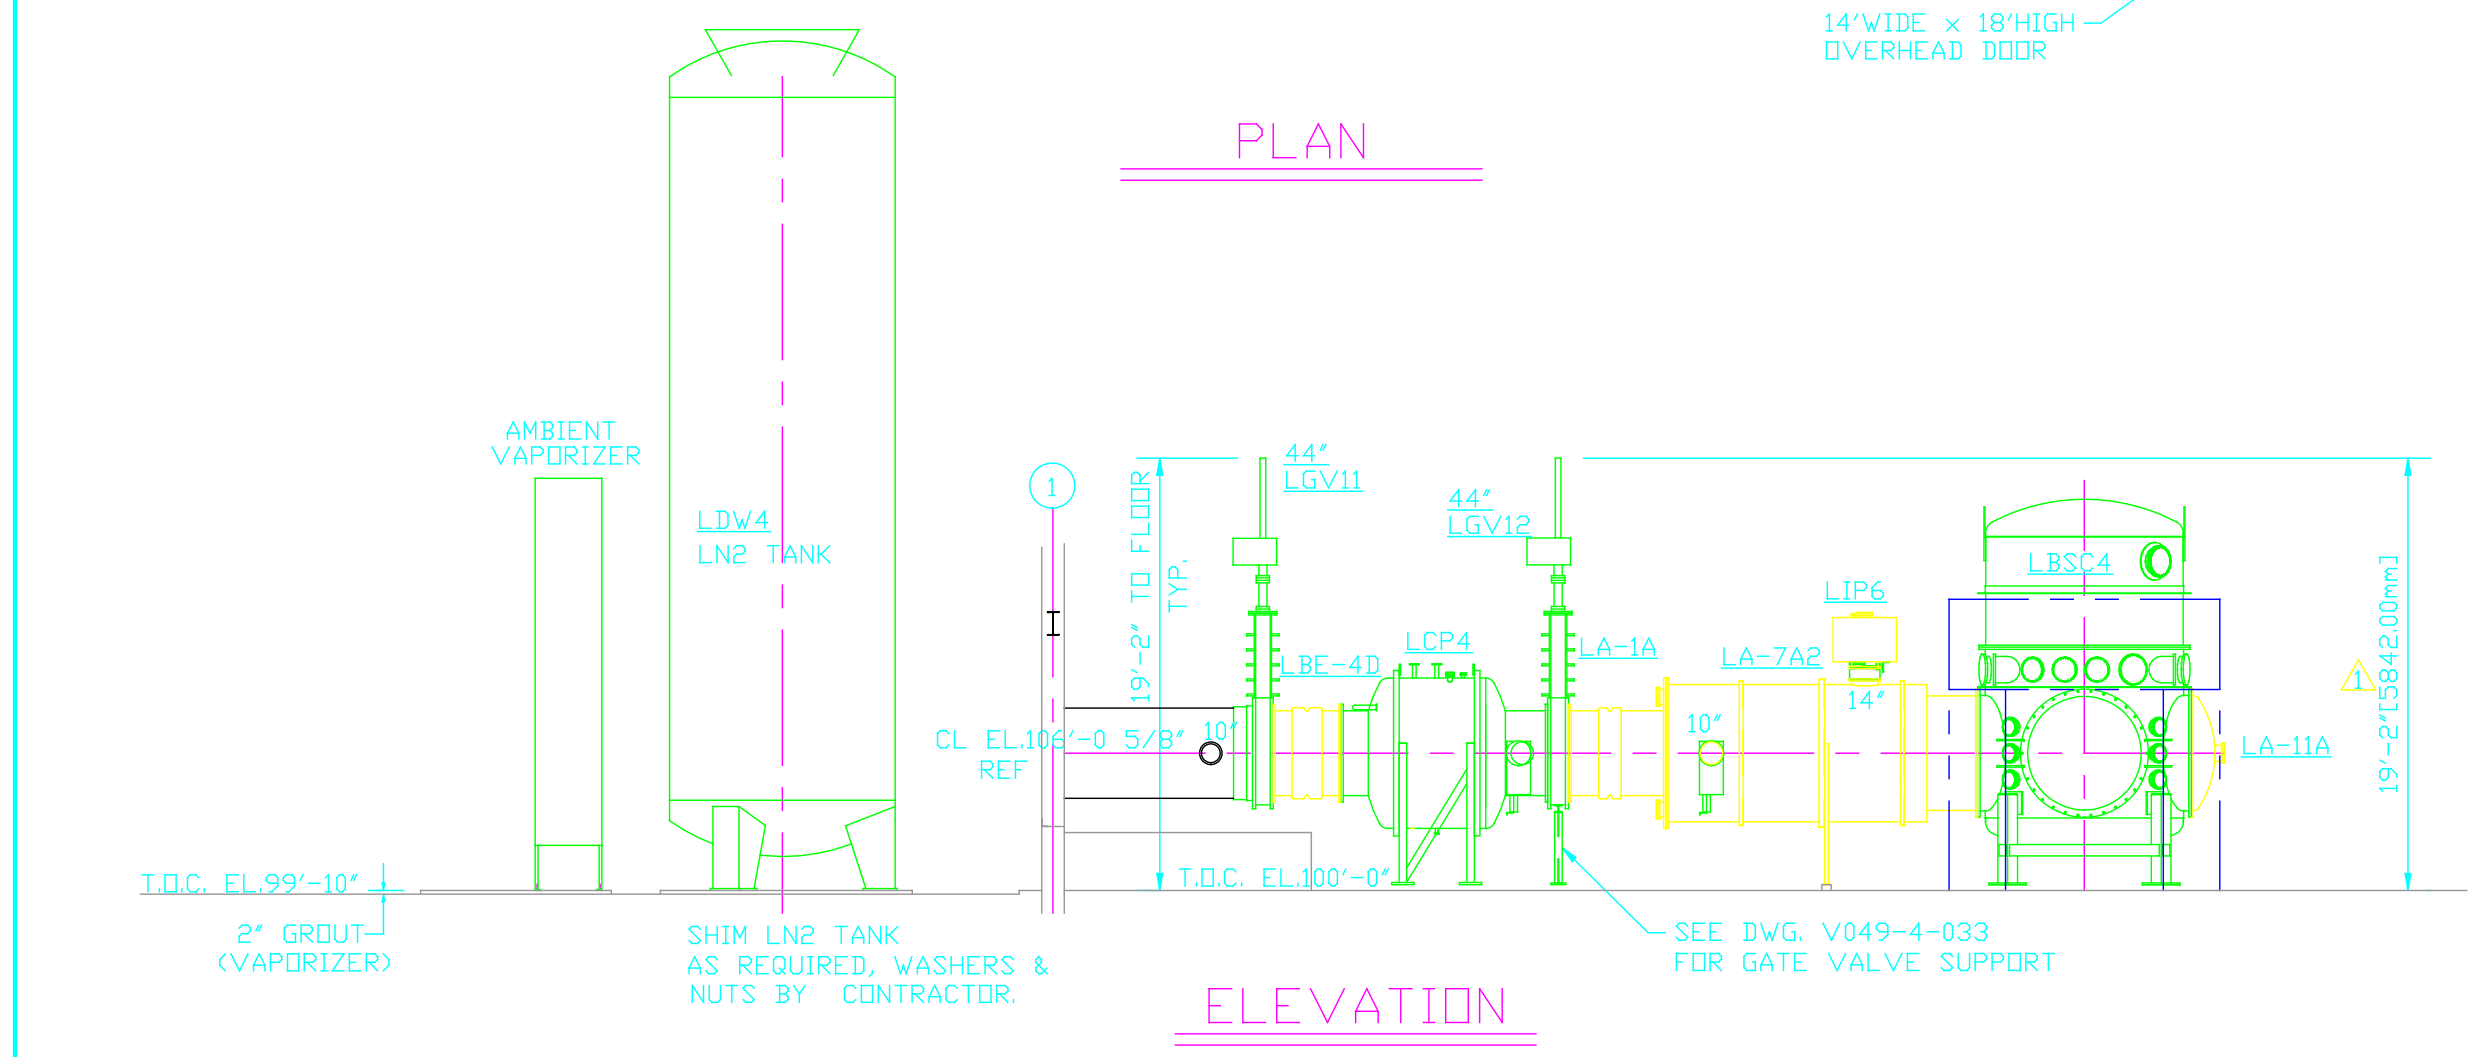 14'WIDE x 18'HIGH
OVERHEAD DOOR
PLAN
AMBIENT
VAPORIZER
LDW4
LN2 TANK
1
19'-2" TO FLOOR
TYP.
44"
LGV11
44"
LGV12
LBE-4D
LCP4
LA-1A
LA-7A2
LIP6
14"
LBSC4
1
19'-2"[5842.00mm]
LA-11A
CL EL.106'-0 5/8"
REF
10"
10"
T.O.C. EL.99'-10"
T.O.C. EL.100'-0"
2" GROUT
(VAPORIZER)
SHIM LN2 TANK
AS REQUIRED, WASHERS &
NUTS BY CONTRACTOR.
SEE DWG. V049-4-033
FOR GATE VALVE SUPPORT
ELEVATION